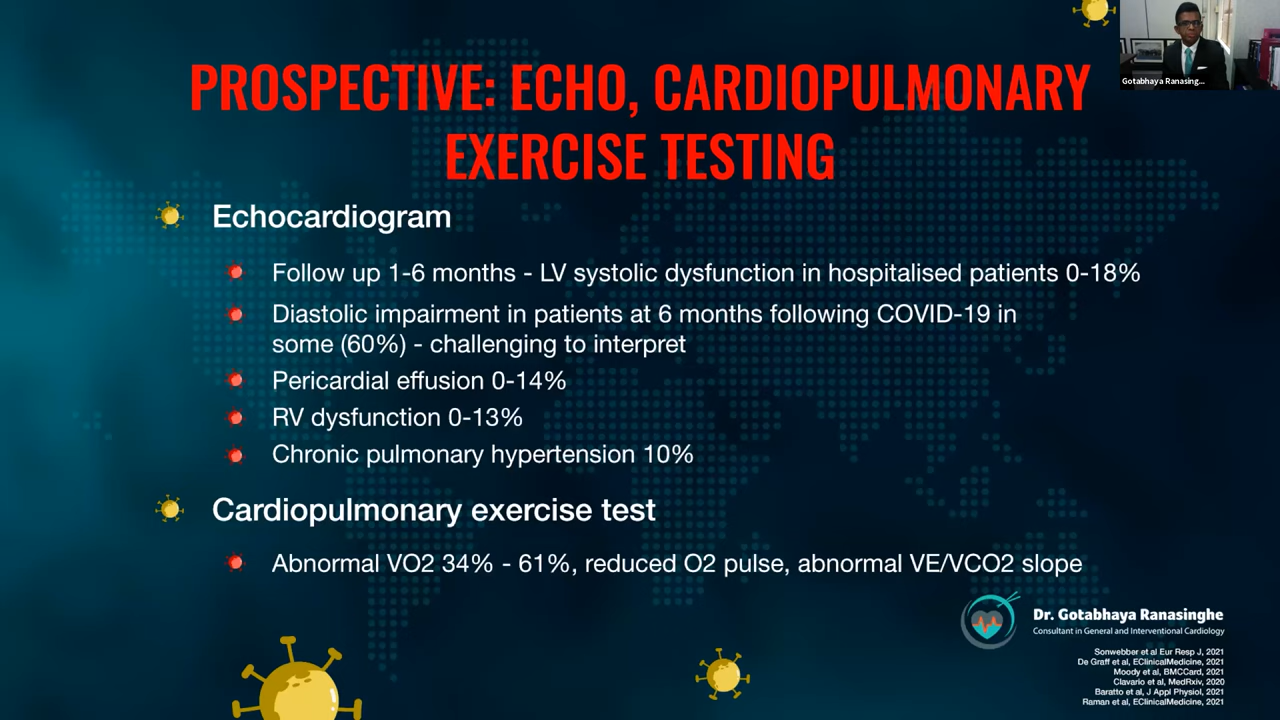 Gotabhaya Ranasing...
PROSPECTIVE: ECHO, CARDIOPULMONARY
EXERCISE TESTING
Echocardiogram
Follow up 1-6 months - LV systolic dysfunction in hospitalised patients 0-18%
Diastolic impairment in patients at 6 months following COVID-19 in
some (60%) - challenging to interpret
Pericardial effusion 0-14%
RV dysfunction 0-13%
Chronic pulmonary hypertension 10%
Cardiopulmonary exercise test
Abnormal VO2 34% - 61%, reduced O2 pulse, abnormal VE/VCO2 slope
Dr. Gotabhaya Ranasinghe
Consultant in General and Interventional Cardiology
Sonwebber et al Eur Resp J, 2021
De Graff et al, EClinicalMedicine, 2021
Moody et al, BMCCard, 2021
Clavario et al, MedRxiv, 2020
Baratto et al, J Appl Physiol, 2021
Raman et al, EClinicalMedicine, 2021